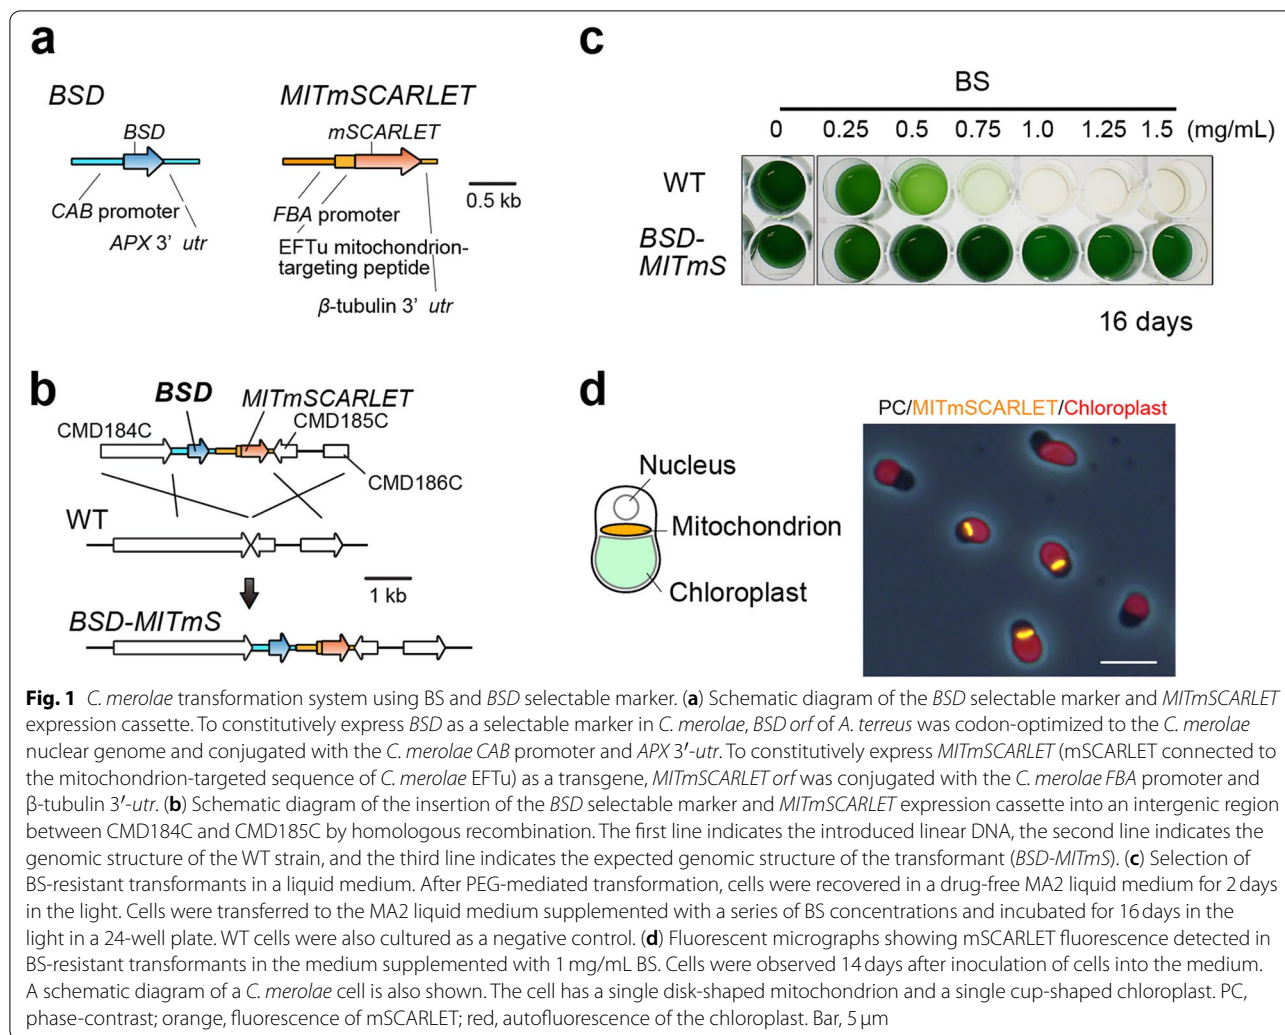 a
BSD
BSD
CAB promoter
APX 3’ utr
MITmSCARLET
mSCARLET
FBA promoter
EFTu mitochondrion-
targeting peptide
β-tubulin 3’ utr
0.5 kb
c
BS
0 0.25 0.5 0.75 1.0 1.25 1.5 (mg/mL)
WT
BSD-
MITmS
16 days
b
BSD
MITmSCARLET
CMD184C
CMD185C
CMD186C
WT
1 kb
BSD-MITmS
d
PC/MITmSCARLET/Chloroplast
Nucleus
Mitochondrion
Chloroplast
Fig. 1 C. merolae transformation system using BS and BSD selectable marker. (a) Schematic diagram of the BSD selectable marker and MITmSCARLET
expression cassette. To constitutively express BSD as a selectable marker in C. merolae, BSD orf of A. terreus was codon-optimized to the C. merolae
nuclear genome and conjugated with the C. merolae CAB promoter and APX 3′-utr. To constitutively express MITmSCARLET (mSCARLET connected to
the mitochondrion-targeted sequence of C. merolae EFTu) as a transgene, MITmSCARLET orf was conjugated with the C. merolae FBA promoter and
β-tubulin 3′-utr. (b) Schematic diagram of the insertion of the BSD selectable marker and MITmSCARLET expression cassette into an intergenic region
between CMD184C and CMD185C by homologous recombination. The first line indicates the introduced linear DNA, the second line indicates the
genomic structure of the WT strain, and the third line indicates the expected genomic structure of the transformant (BSD-MITmS). (c) Selection of
BS-resistant transformants in a liquid medium. After PEG-mediated transformation, cells were recovered in a drug-free MA2 liquid medium for 2 days
in the light. Cells were transferred to the MA2 liquid medium supplemented with a series of BS concentrations and incubated for 16 days in the
light in a 24-well plate. WT cells were also cultured as a negative control. (d) Fluorescent micrographs showing mSCARLET fluorescence detected in
BS-resistant transformants in the medium supplemented with 1 mg/mL BS. Cells were observed 14 days after inoculation of cells into the medium.
A schematic diagram of a C. merolae cell is also shown. The cell has a single disk-shaped mitochondrion and a single cup-shaped chloroplast. PC,
phase-contrast; orange, fluorescence of mSCARLET; red, autofluorescence of the chloroplast. Bar, 5 μm